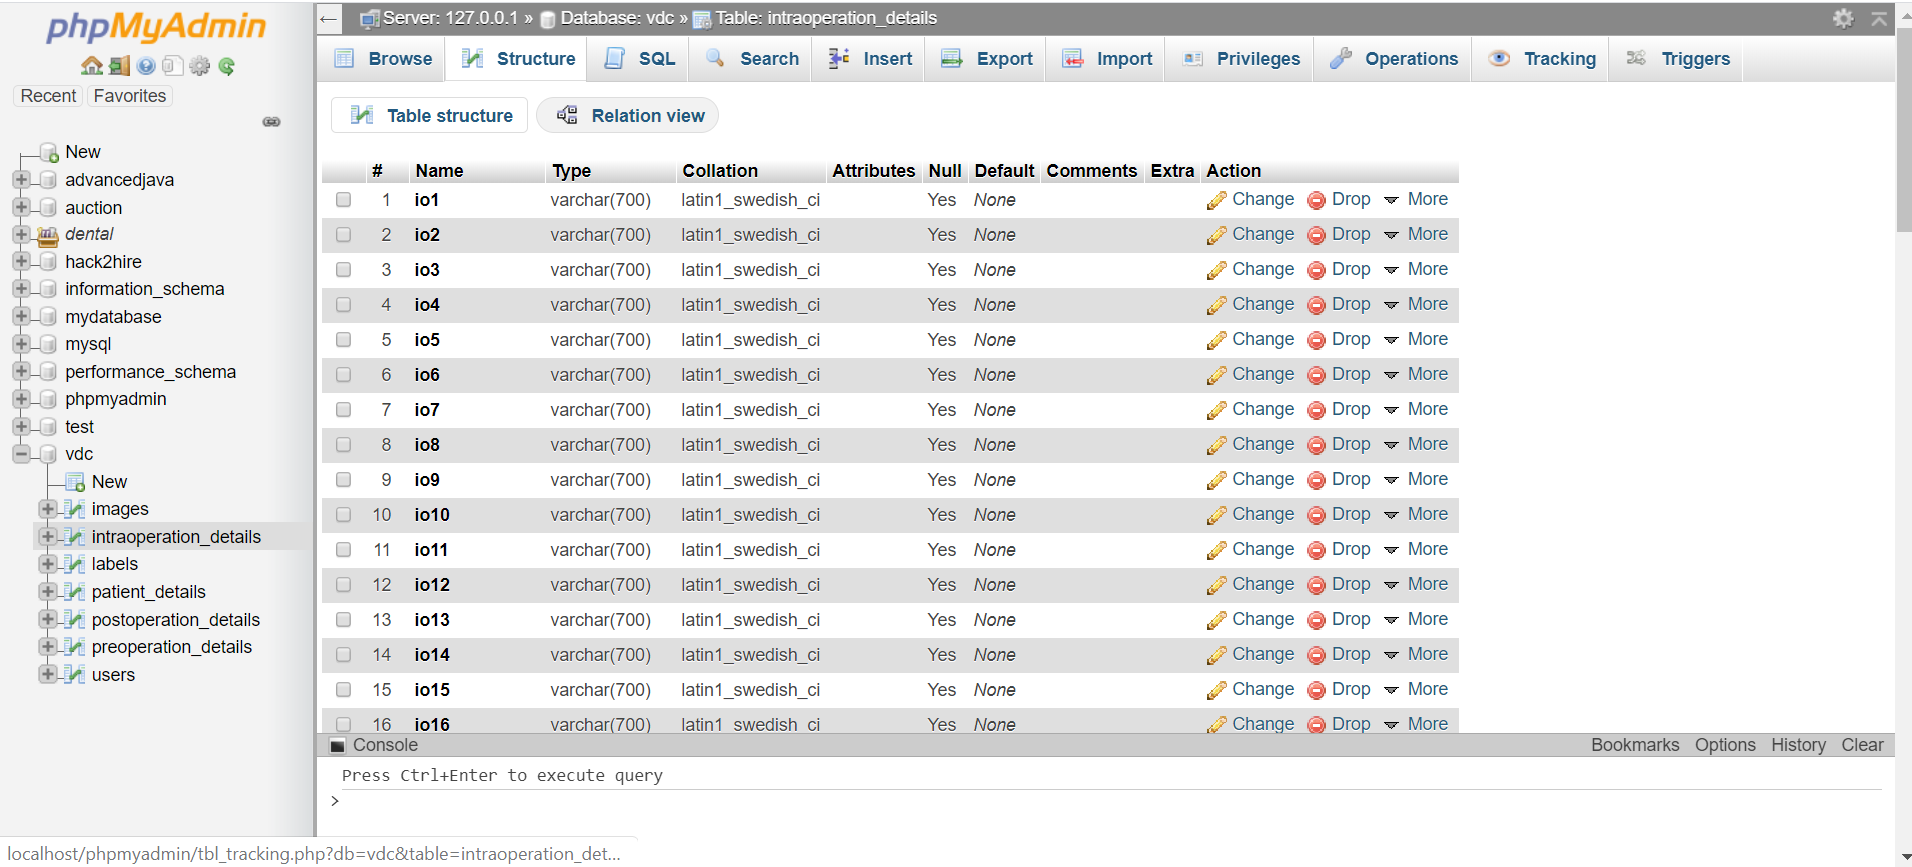 phpMyAdmin
Recent Favorites
New
advancedjava
auction
dental
hack2hire
information_schema
mydatabase
mysql
performance_schema
phpmyadmin
test
vdc
New
images
intraoperation_details
labels
patient_details
postoperation_details
preoperation_details
users
Server: 127.0.0.1 » Database: vdc » Table: intraoperation_details
Browse Structure SQL Search Insert Export Import Privileges Operations Tracking Triggers
Table structure Relation view
# Name Type Collation Attributes Null Default Comments Extra Action
1 io1 varchar(700) latin1_swedish_ci Yes None Change Drop More
2 io2 varchar(700) latin1_swedish_ci Yes None Change Drop More
3 io3 varchar(700) latin1_swedish_ci Yes None Change Drop More
4 io4 varchar(700) latin1_swedish_ci Yes None Change Drop More
5 io5 varchar(700) latin1_swedish_ci Yes None Change Drop More
6 io6 varchar(700) latin1_swedish_ci Yes None Change Drop More
7 io7 varchar(700) latin1_swedish_ci Yes None Change Drop More
8 io8 varchar(700) latin1_swedish_ci Yes None Change Drop More
9 io9 varchar(700) latin1_swedish_ci Yes None Change Drop More
10 io10 varchar(700) latin1_swedish_ci Yes None Change Drop More
11 io11 varchar(700) latin1_swedish_ci Yes None Change Drop More
12 io12 varchar(700) latin1_swedish_ci Yes None Change Drop More
13 io13 varchar(700) latin1_swedish_ci Yes None Change Drop More
14 io14 varchar(700) latin1_swedish_ci Yes None Change Drop More
15 io15 varchar(700) latin1_swedish_ci Yes None Change Drop More
16 io16 varchar(700) latin1_swedish_ci Yes None Change Drop More
Console Bookmarks Options History Clear
Press Ctrl+Enter to execute query
>
localhost/phpmyadmin/tbl_tracking.php?db=vdc&table=intraoperation_det...